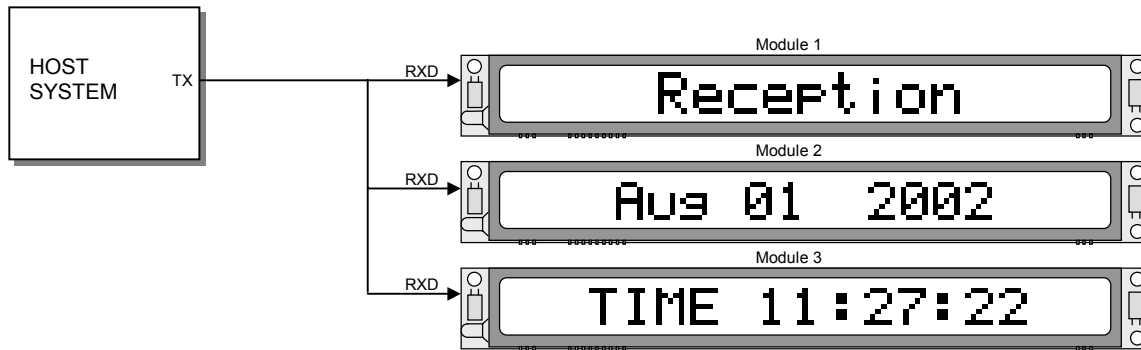 HOST
SYSTEM
TX
Module 1
RXD
Reception
Module 2
RXD
Aug 01 2002
Module 3
RXD
TIME 11:27:22